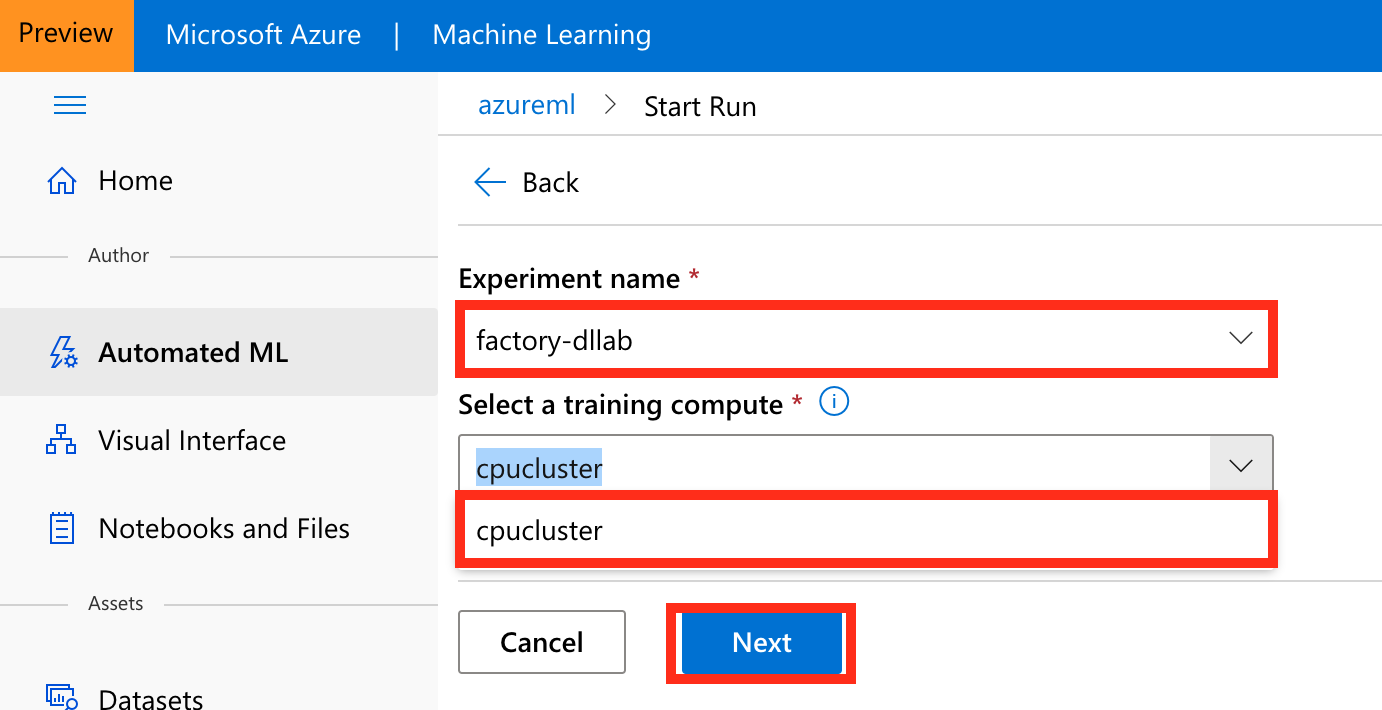 Preview
Microsoft Azure | Machine Learning
azureml > Start Run
Home
Back
Author
Experiment name *
Automated ML
factory-dllab
Select a training compute * i
Visual Interface
cpucluster
Notebooks and Files
cpucluster
Assets
Cancel
Next
Datasets